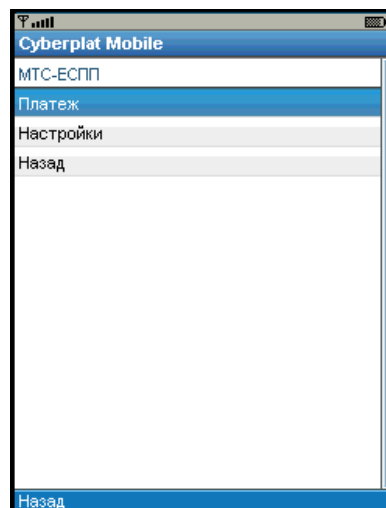 Cyberplat Mobile
МТС-ЕСПП
Платеж
Настройки
Назад
Назад